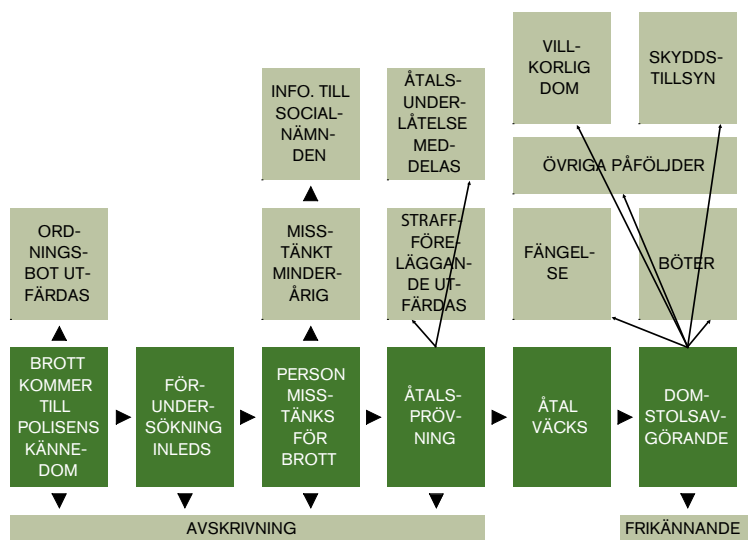 VILL-
KORLIG
DOM
SKYDDS-
TILLSYN
INFO. TILL
SOCIAL-
NÄMN-
DEN
ÅTALS-
UNDER-
LÅTELSE
MED-
DELAS
ÖVRIGA PÅFÖLJDER
ORD-
NINGS-
BOT UT-
FÄRDAS
MISS-
TÄNKT
MINDER-
ÅRIG
STRAFF-
FÖRE-
LÄGGAN-
DE UT-
FÄRDAS
FÄNGEL-
SE
BÖTER
BROTT
KOMMER
TILL
POLISENS
KÄNNE-
DOM
FÖR-
UNDER-
SÖKNING
INLEDS
PERSON
MISS-
TÄNKS
FÖR
BROTT
ÅTALS-
PRÖV-
NING
ÅTAL
VÄCKS
DOM-
STOLSAV-
GÖRANDE
AVSKRIVNING
FRIKÄNNANDE